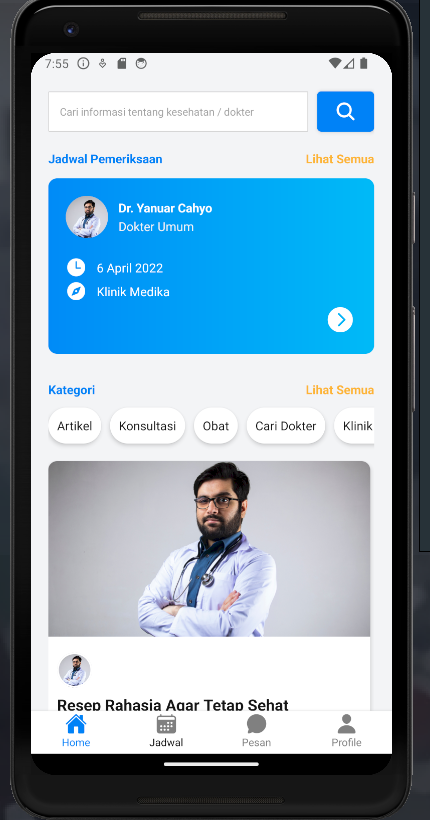 7:55
Cari informasi tentang kesehatan / dokter
Jadwal Pemeriksaan
Lihat Semua
Dr. Yanuar Cahyo
Dokter Umum
6 April 2022
Klinik Medika
Kategori
Lihat Semua
Artikel
Konsultasi
Obat
Cari Dokter
Klinik
Resep Rahasia Agar Tetap Sehat
Home
Jadwal
Pesan
Profile